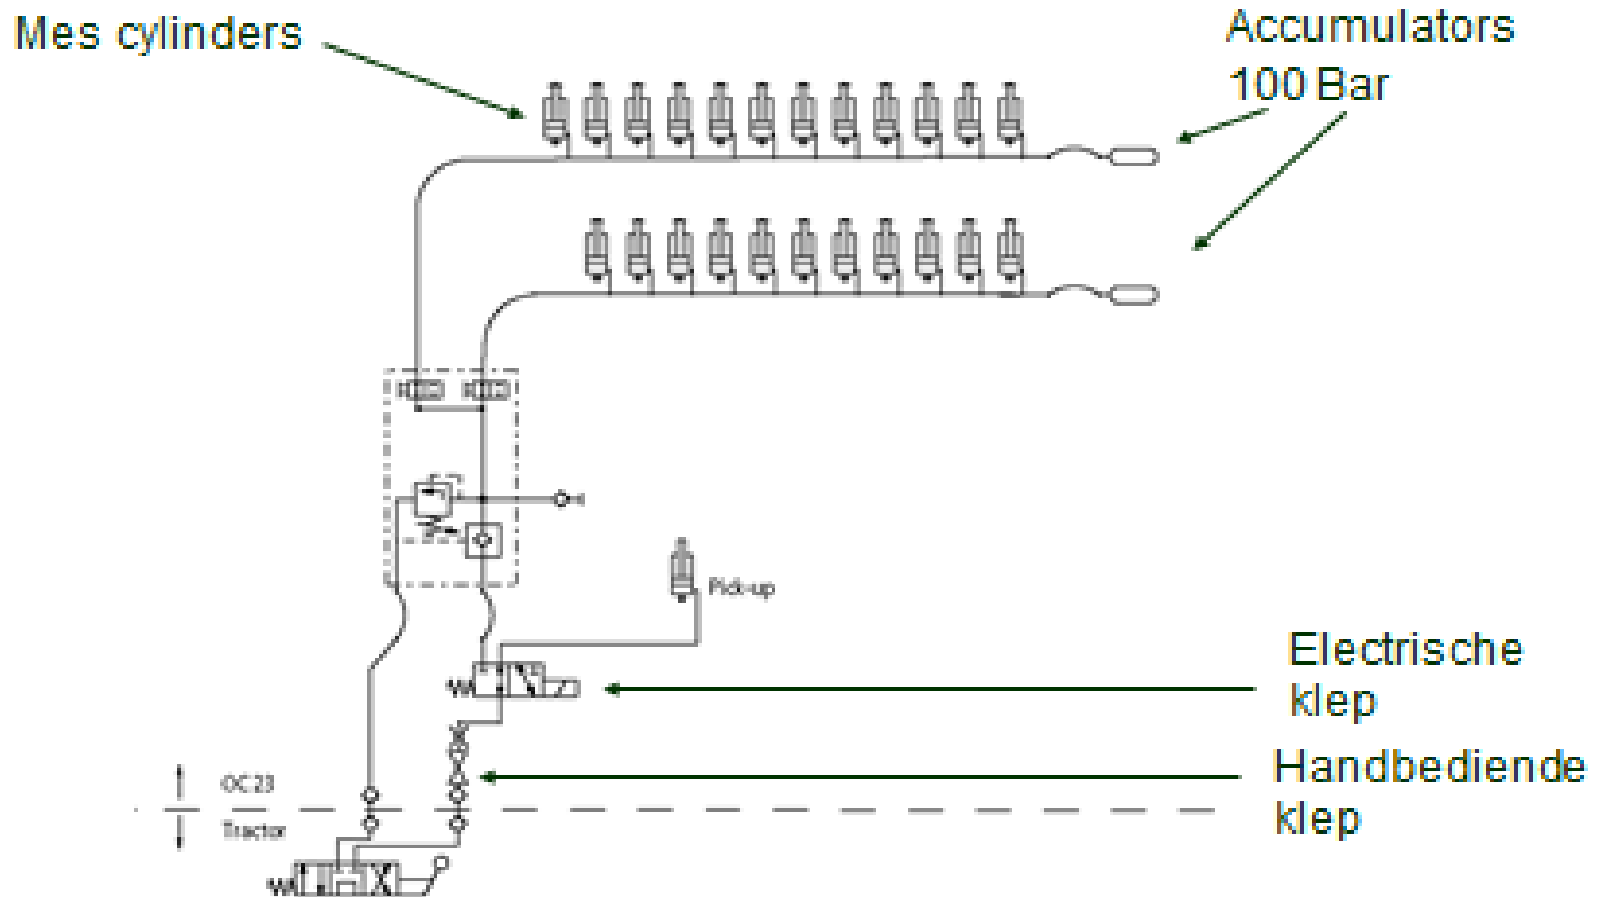 Mes cylinders
Accumulators
100 Bar
Pick-up
Electrische
klep
OC 23
Handbediende
klep
Tractor